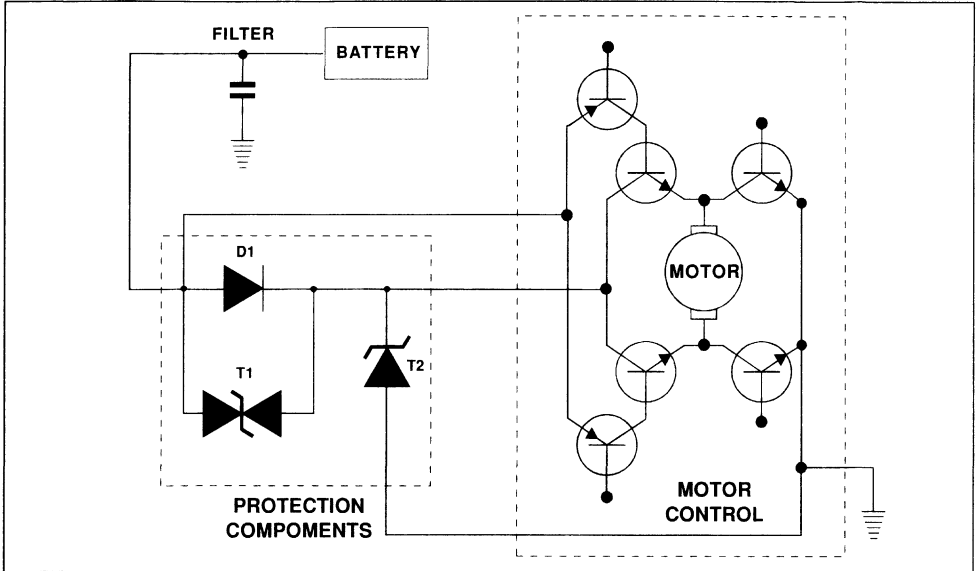 FILTER
BATTERY
D1
T1
T2
MOTOR
PROTECTION
COMPOMENTS
MOTOR
CONTROL